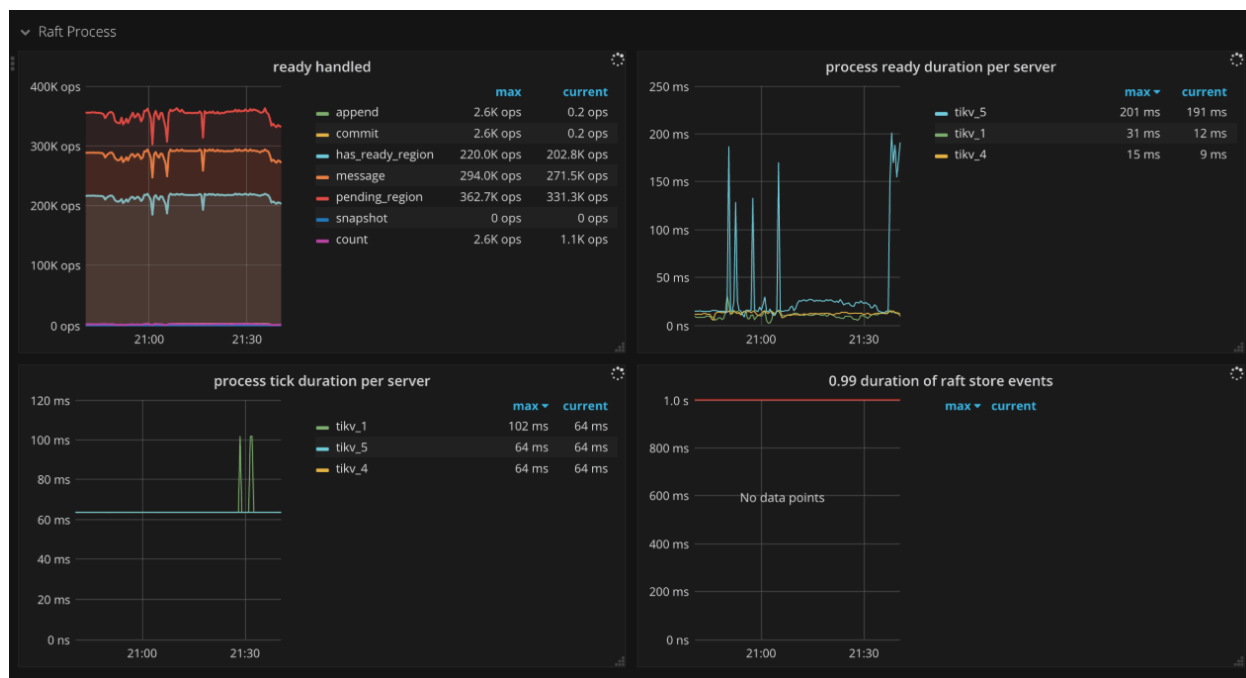 Raft Process
ready handled
max current
400K ops
300K ops
200K ops
100K ops
0 ops
21:00 21:30
append 2.6K ops 0.2 ops
commit 2.6K ops 0.2 ops
has_ready_region 220.0K ops 202.8K ops
message 294.0K ops 271.5K ops
pending_region 362.7K ops 331.3K ops
snapshot 0 ops 0 ops
count 2.6K ops 1.1K ops
process ready duration per server
250 ms
200 ms
150 ms
100 ms
50 ms
0 ns
21:00 21:30
max current
tikv_5 201 ms 191 ms
tikv_1 31 ms 12 ms
tikv_4 15 ms 9 ms
process tick duration per server
120 ms
100 ms
80 ms
60 ms
40 ms
20 ms
0 ns
21:00 21:30
max current
tikv_1 102 ms 64 ms
tikv_5 64 ms 64 ms
tikv_4 64 ms 64 ms
0.99 duration of raft store events
1.0 s
800 ms
600 ms
400 ms
200 ms
0 ns
No data points
21:00 21:30
max current